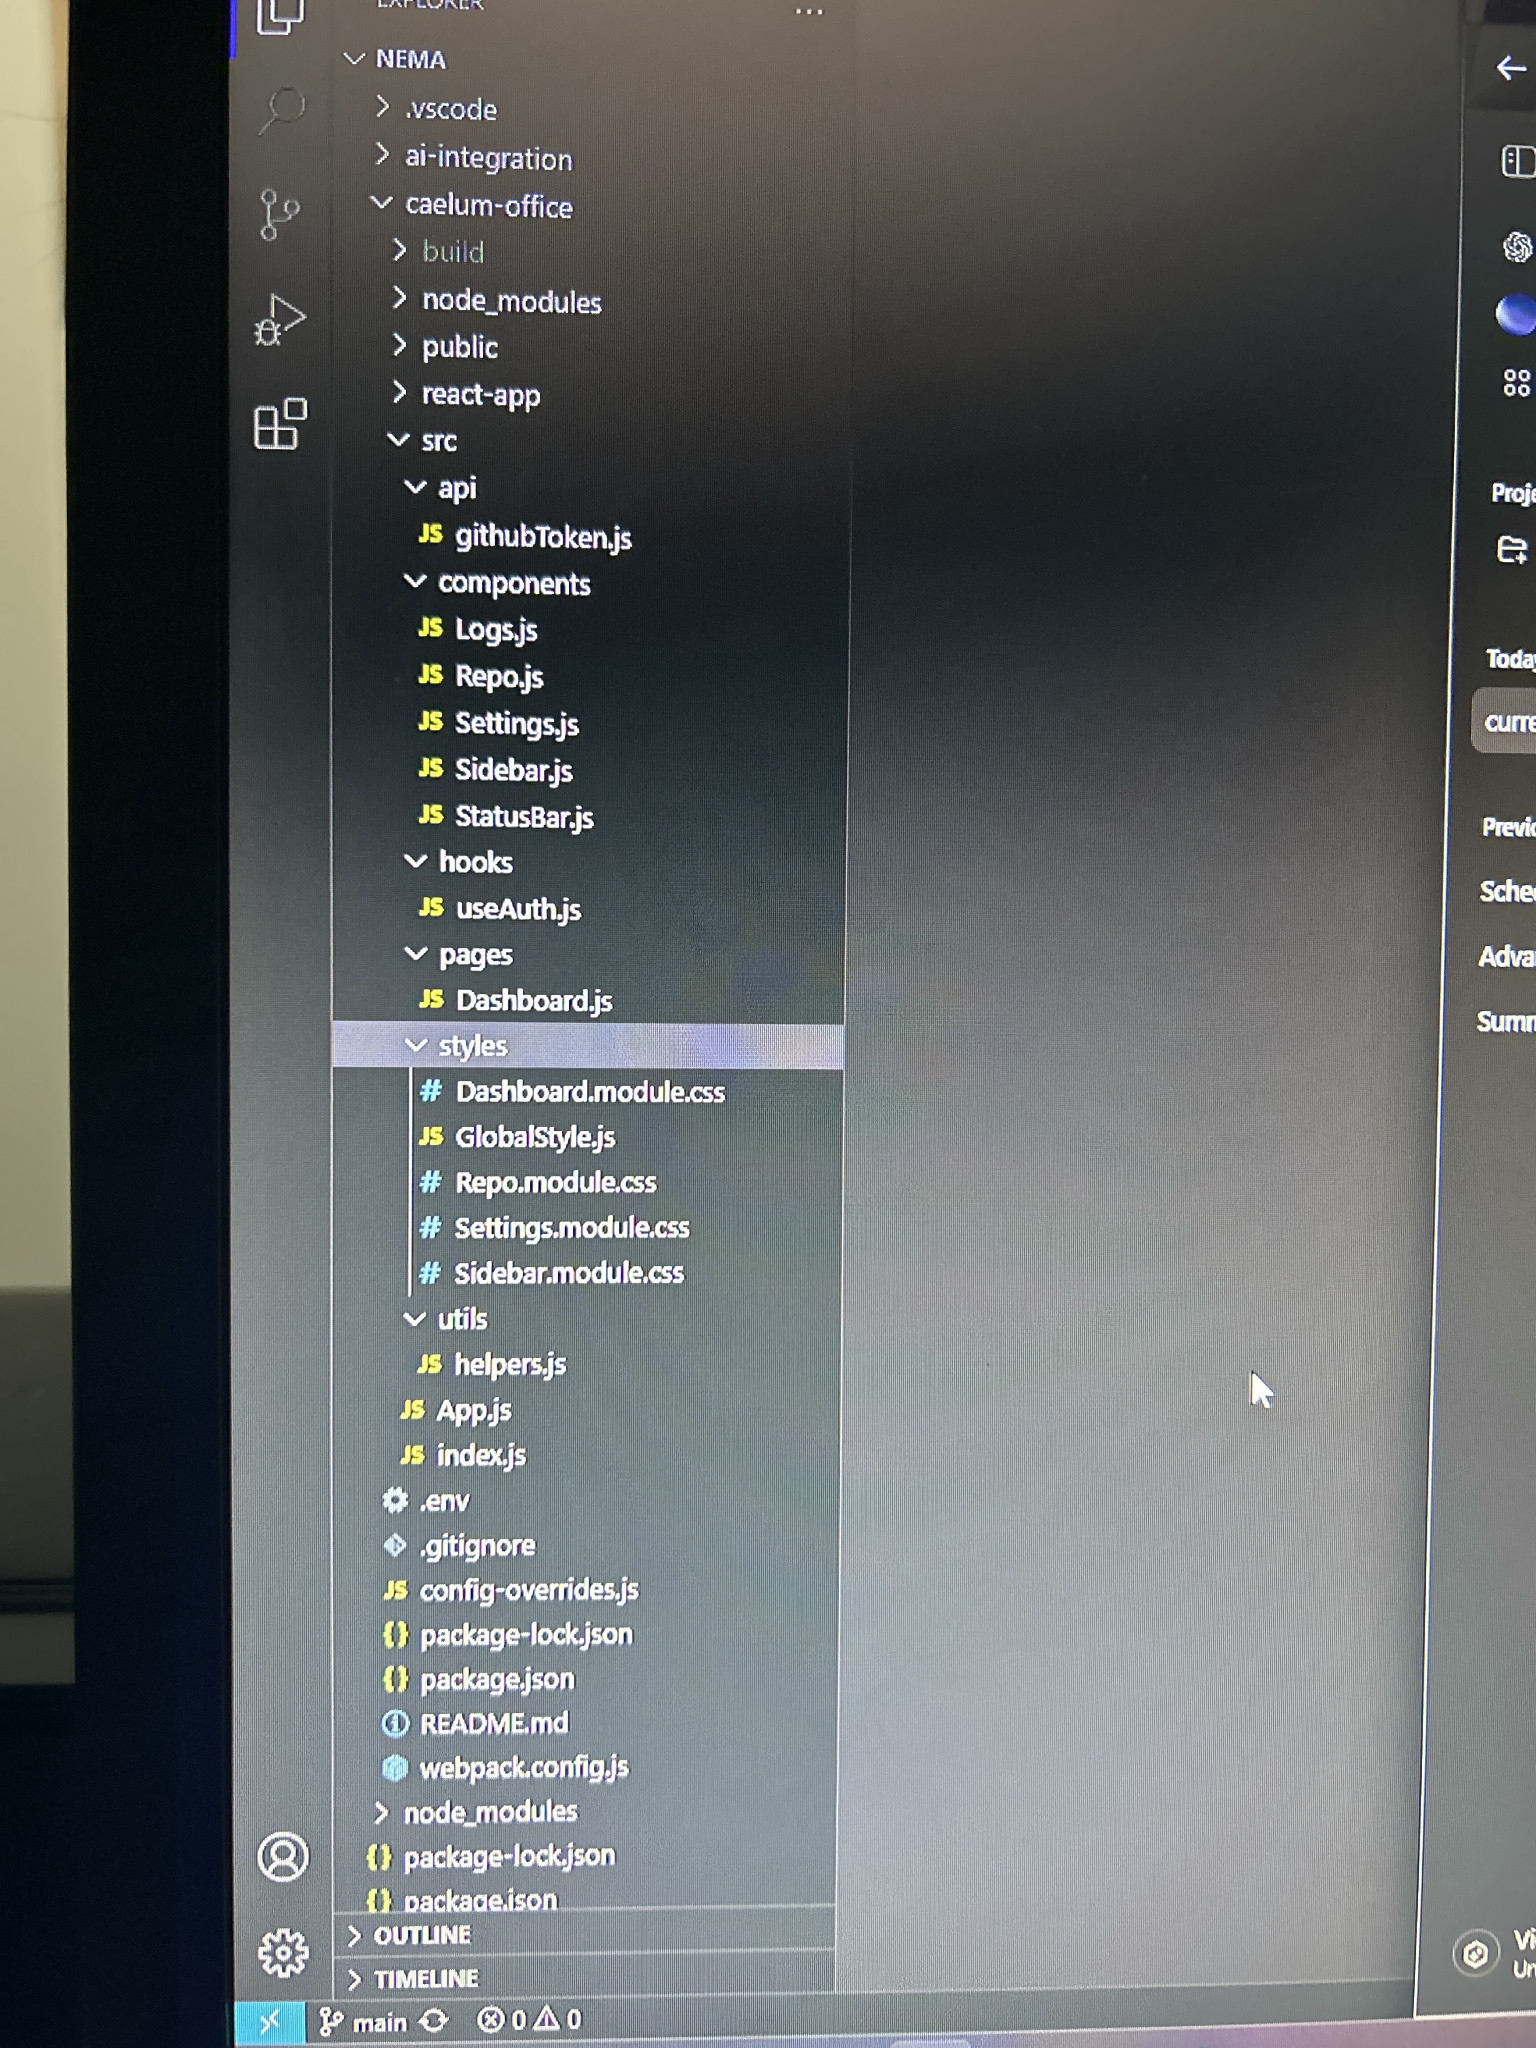 EXPLORER
NEMA
.vscode
ai-integration
caelum-office
build
node_modules
public
react-app
src
api
JS githubToken.js
components
JS Logs.js
JS Repo.js
JS Settings.js
JS Sidebar.js
JS StatusBar.js
hooks
JS useAuth.js
pages
JS Dashboard.js
styles
# Dashboard.module.css
JS GlobalStyle.js
# Repo.module.css
# Settings.module.css
# Sidebar.module.css
utils
JS helpers.js
JS App.js
JS index.js
.env
.gitignore
JS config-overrides.js
{} package-lock.json
{} package.json
README.md
webpack.config.js
node_modules
{} package-lock.json
{} package.json
OUTLINE
TIMELINE
main 0 0
Proje
Today
curre
Previo
Sche
Adva
Summ